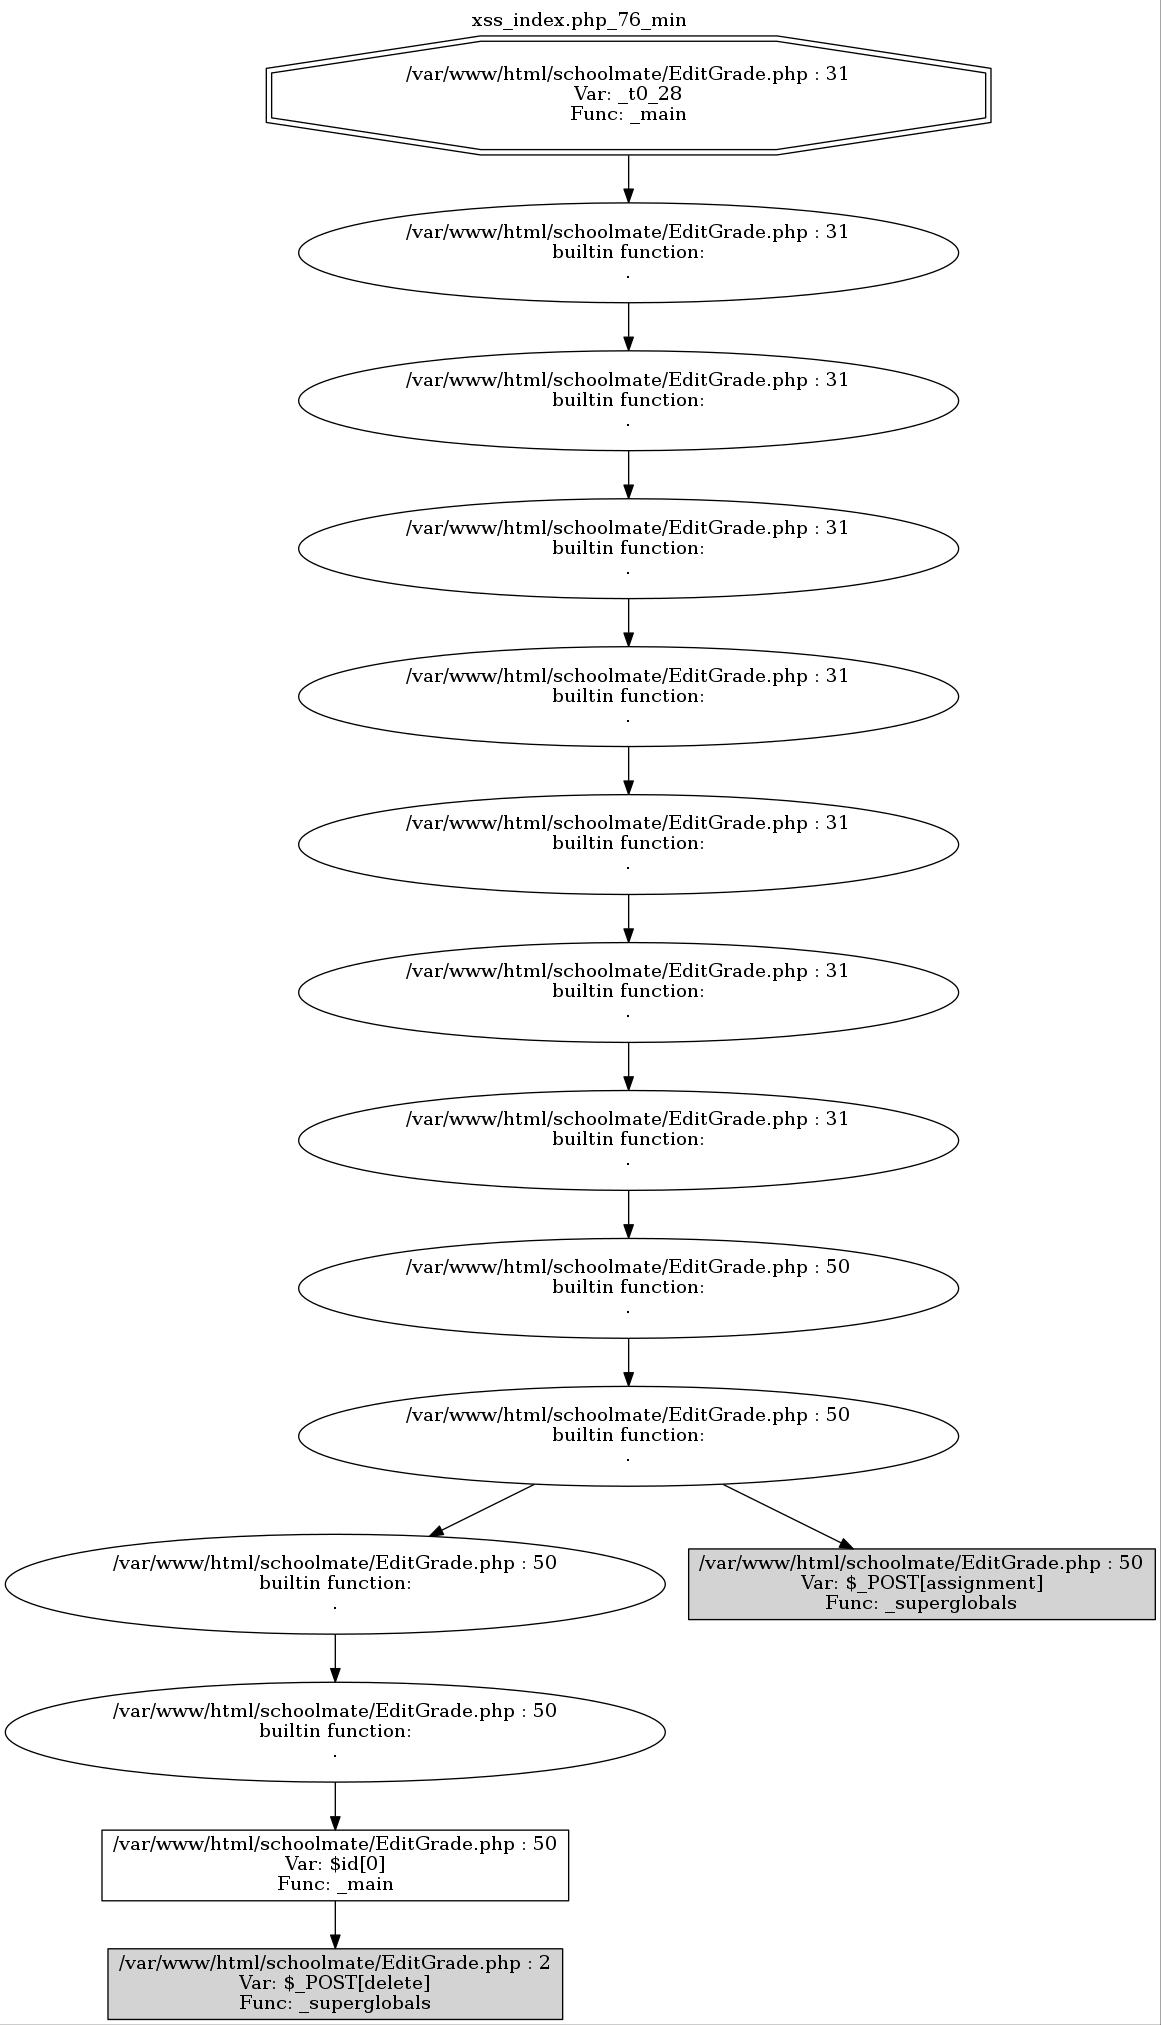 xss_index.php_76_min
/var/www/html/schoolmate/EditGrade.php : 31
Var: _t0_28
Func: _main
/var/www/html/schoolmate/EditGrade.php : 31
builtin function:
.
/var/www/html/schoolmate/EditGrade.php : 31
builtin function:
.
/var/www/html/schoolmate/EditGrade.php : 31
builtin function:
.
/var/www/html/schoolmate/EditGrade.php : 31
builtin function:
.
/var/www/html/schoolmate/EditGrade.php : 31
builtin function:
.
/var/www/html/schoolmate/EditGrade.php : 31
builtin function:
.
/var/www/html/schoolmate/EditGrade.php : 31
builtin function:
.
/var/www/html/schoolmate/EditGrade.php : 50
builtin function:
.
/var/www/html/schoolmate/EditGrade.php : 50
builtin function:
.
/var/www/html/schoolmate/EditGrade.php : 50
builtin function:
.
/var/www/html/schoolmate/EditGrade.php : 50
Var: $_POST[assignment]
Func: _superglobals
/var/www/html/schoolmate/EditGrade.php : 50
builtin function:
.
/var/www/html/schoolmate/EditGrade.php : 50
Var: $id[0]
Func: _main
/var/www/html/schoolmate/EditGrade.php : 2
Var: $_POST[delete]
Func: _superglobals